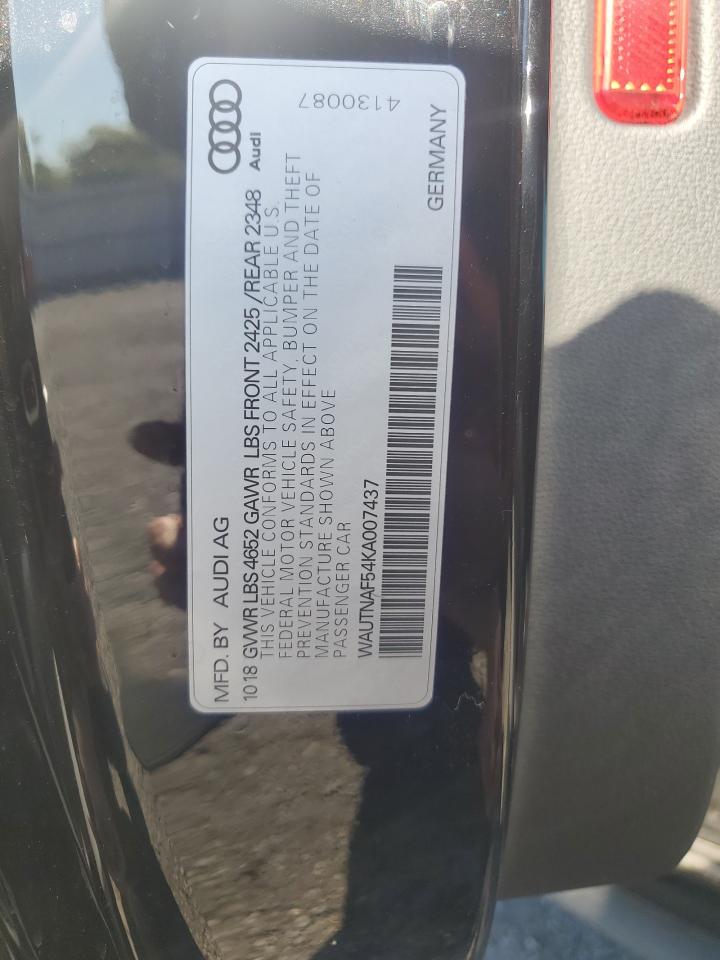 MFD. BY AUDI AG
Audi
10 18 GVWR LBS 4652 GAWR LBS FRONT 2425 / REAR 2348
THIS VEHICLE CONFORMS TO ALL APPLICABLE U.S.
FEDERAL MOTOR VEHICLE SAFETY, BUMPER AND THEFT
PREVENTION STANDARDS IN EFFECT ON THE DATE OF
MANUFACTURE SHOWN ABOVE
4130087
PASSENGER CAR
WAUTNAF54KA007437
GERMANY